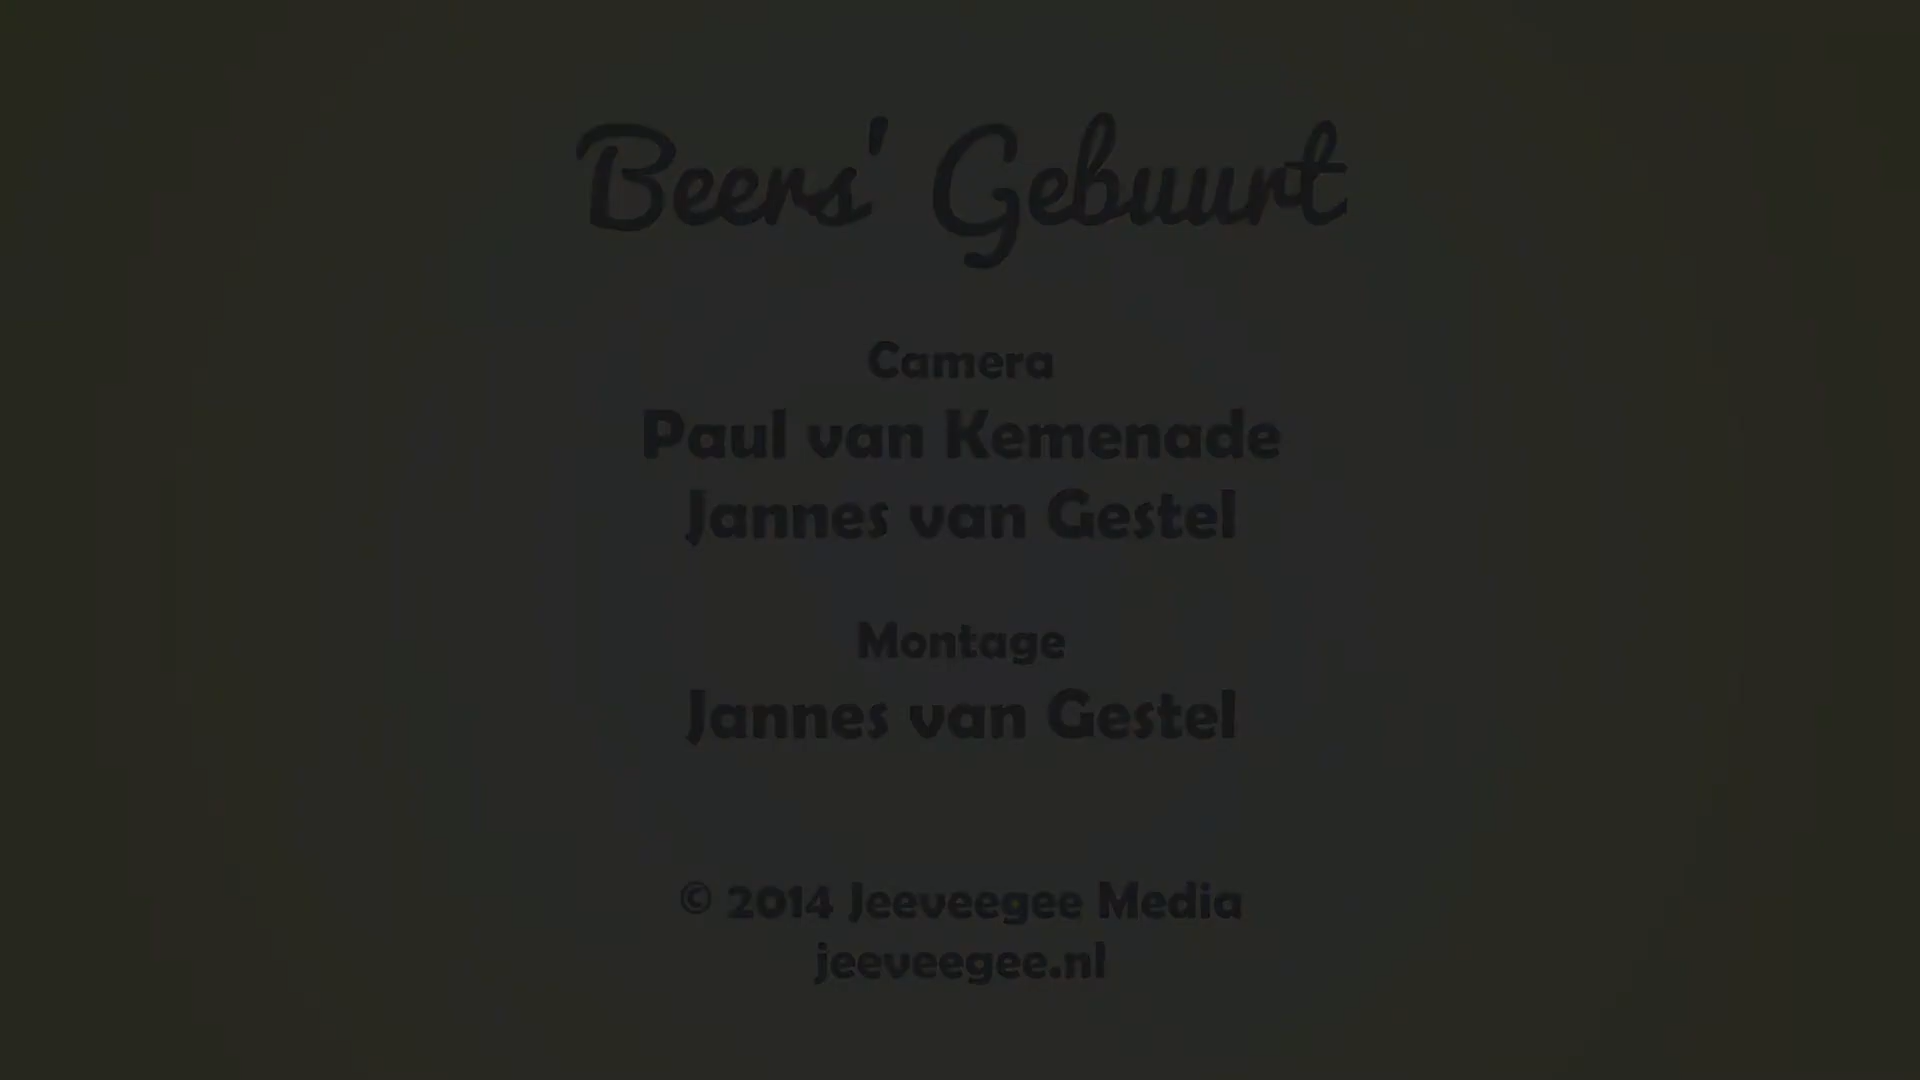 Beers' Gebuurt
Camera
Paul van Kemenade
Jannes van Gestel
Montage
Jannes van Gestel
© 2014 Jeeveegee Media
jeeveegee.nl